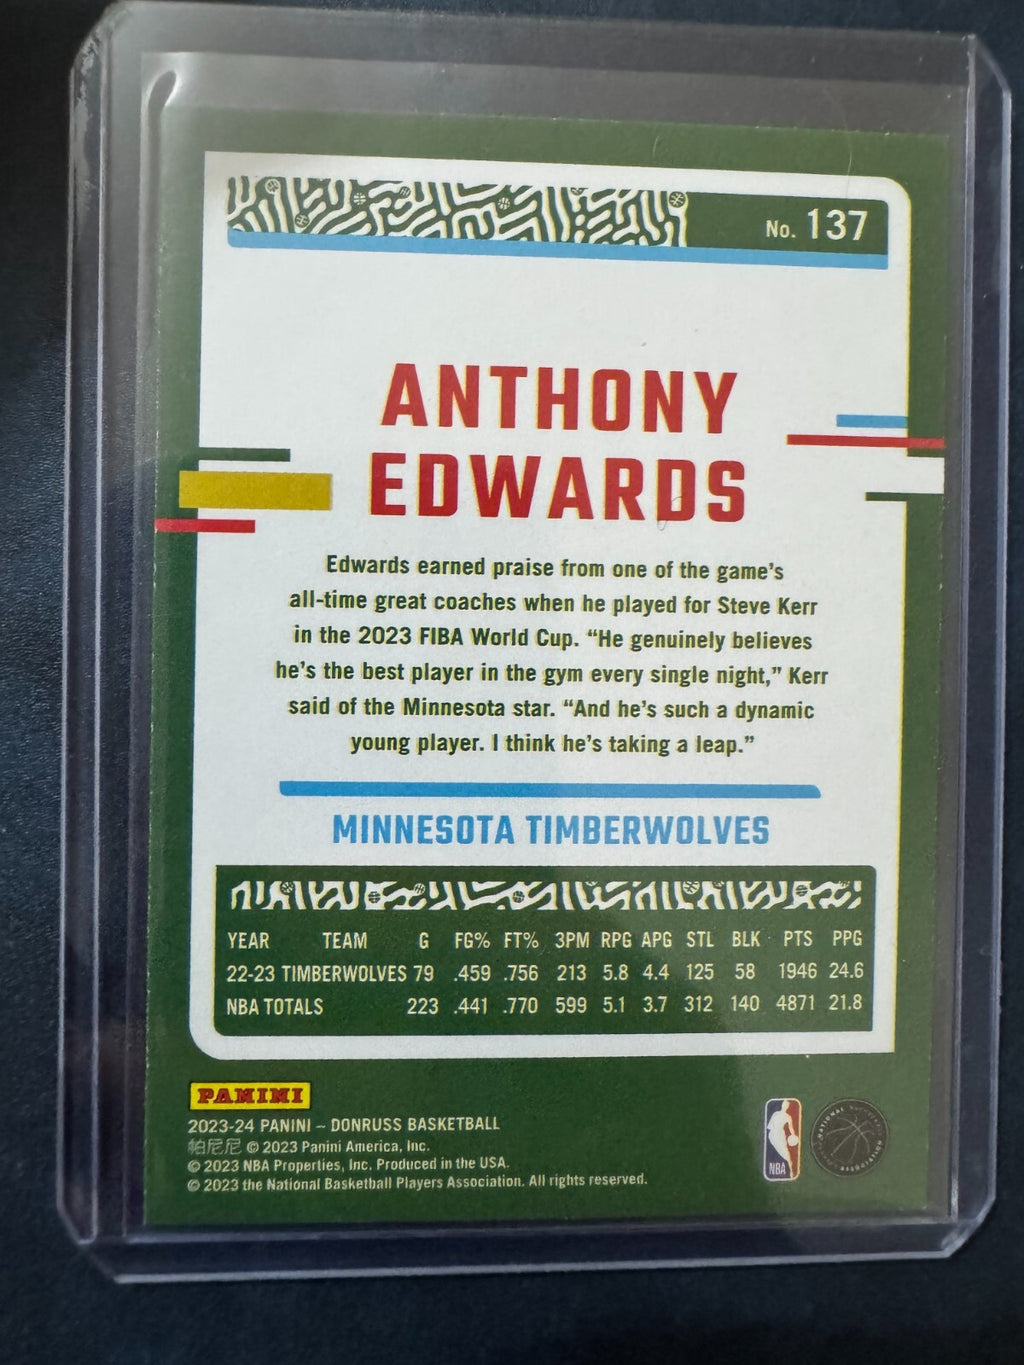 No. 137
ANTHONY
EDWARDS
Edwards earned praise from one of the game's
all-time great coaches when he played for Steve Kerr
in the 2023 FIBA World Cup. “He genuinely believes
he's the best player in the gym every single night,” Kerr
said of the Minnesota star. “And he's such a dynamic
young player. I think he's taking a leap.”
MINNESOTA TIMBERWOLVES
YEAR TEAM G FG% FT% 3PM RPG APG STL BLK PTS PPG
22-23 TIMBERWOLVES 79 .459 .756 213 5.8 4.4 125 58 1946 24.6
NBA TOTALS 223 .441 .770 599 5.1 3.7 312 140 4871 21.8
PANINI
2023-24 PANINI – DONRUSS BASKETBALL
帕尼尼 © 2023 Panini America, Inc.
© 2023 NBA Properties, Inc. Produced in the USA.
© 2023 the National Basketball Players Association. All rights reserved.
NBA